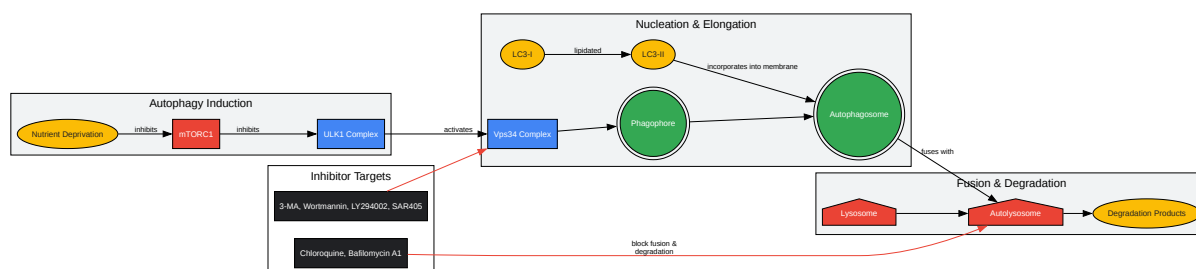 Nucleation & Elongation
LC3-I
lipidated
LC3-II
incorporates into membrane
Autophagy Induction
Nutrient Deprivation
inhibits
mTORC1
inhibits
ULK1 Complex
activates
Vps34 Complex
Phagophore
Autophagosome
fuses with
Inhibitor Targets
3-MA, Wortmannin, LY294002, SAR405
Chloroquine, Bafilomycin A1
block fusion &
degradation
Fusion & Degradation
Lysosome
Autolysosome
Degradation Products